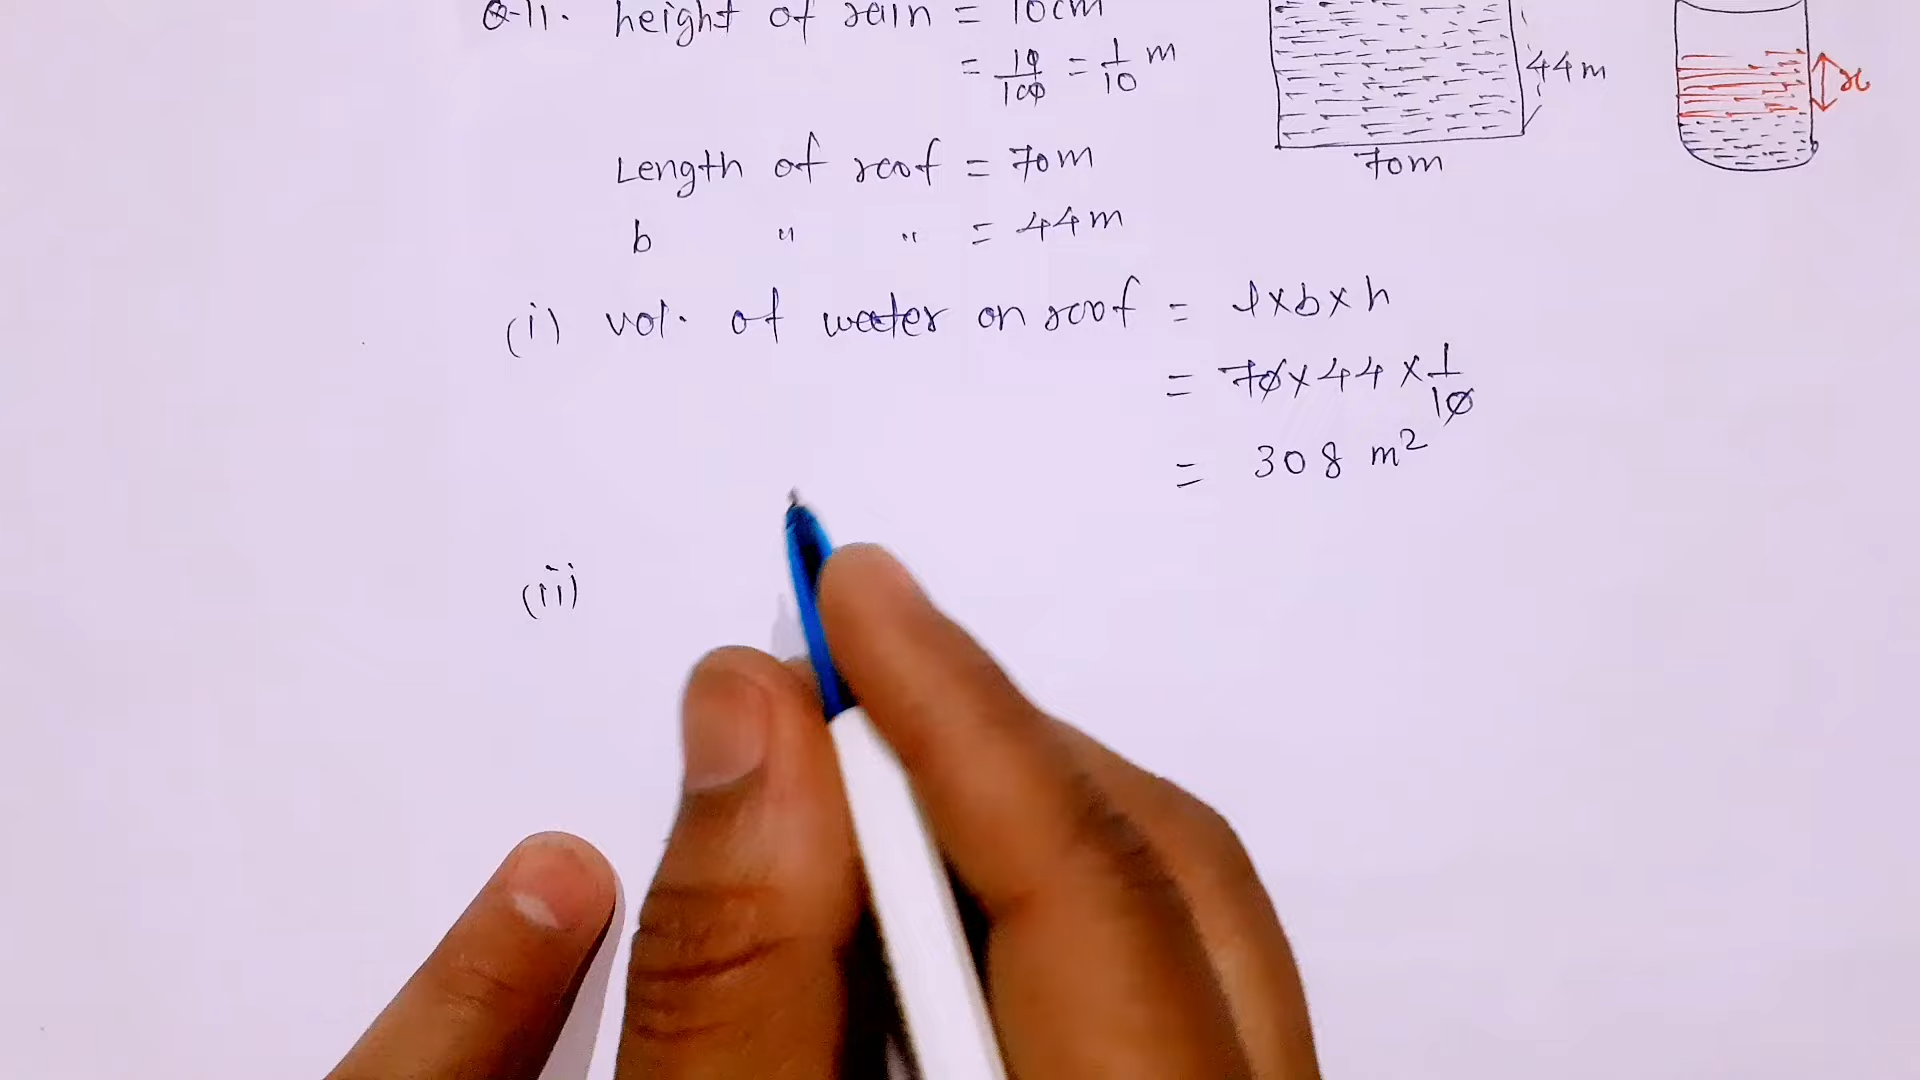 Q-11. height of rain = 10cm
= 10/100 = 1/10 m
Length of roof = 70m
b " " = 44m
(i) vol. of water on roof = l×b×h
= 70×44×1/10
= 308 m²
(ii)
44m
70m
x